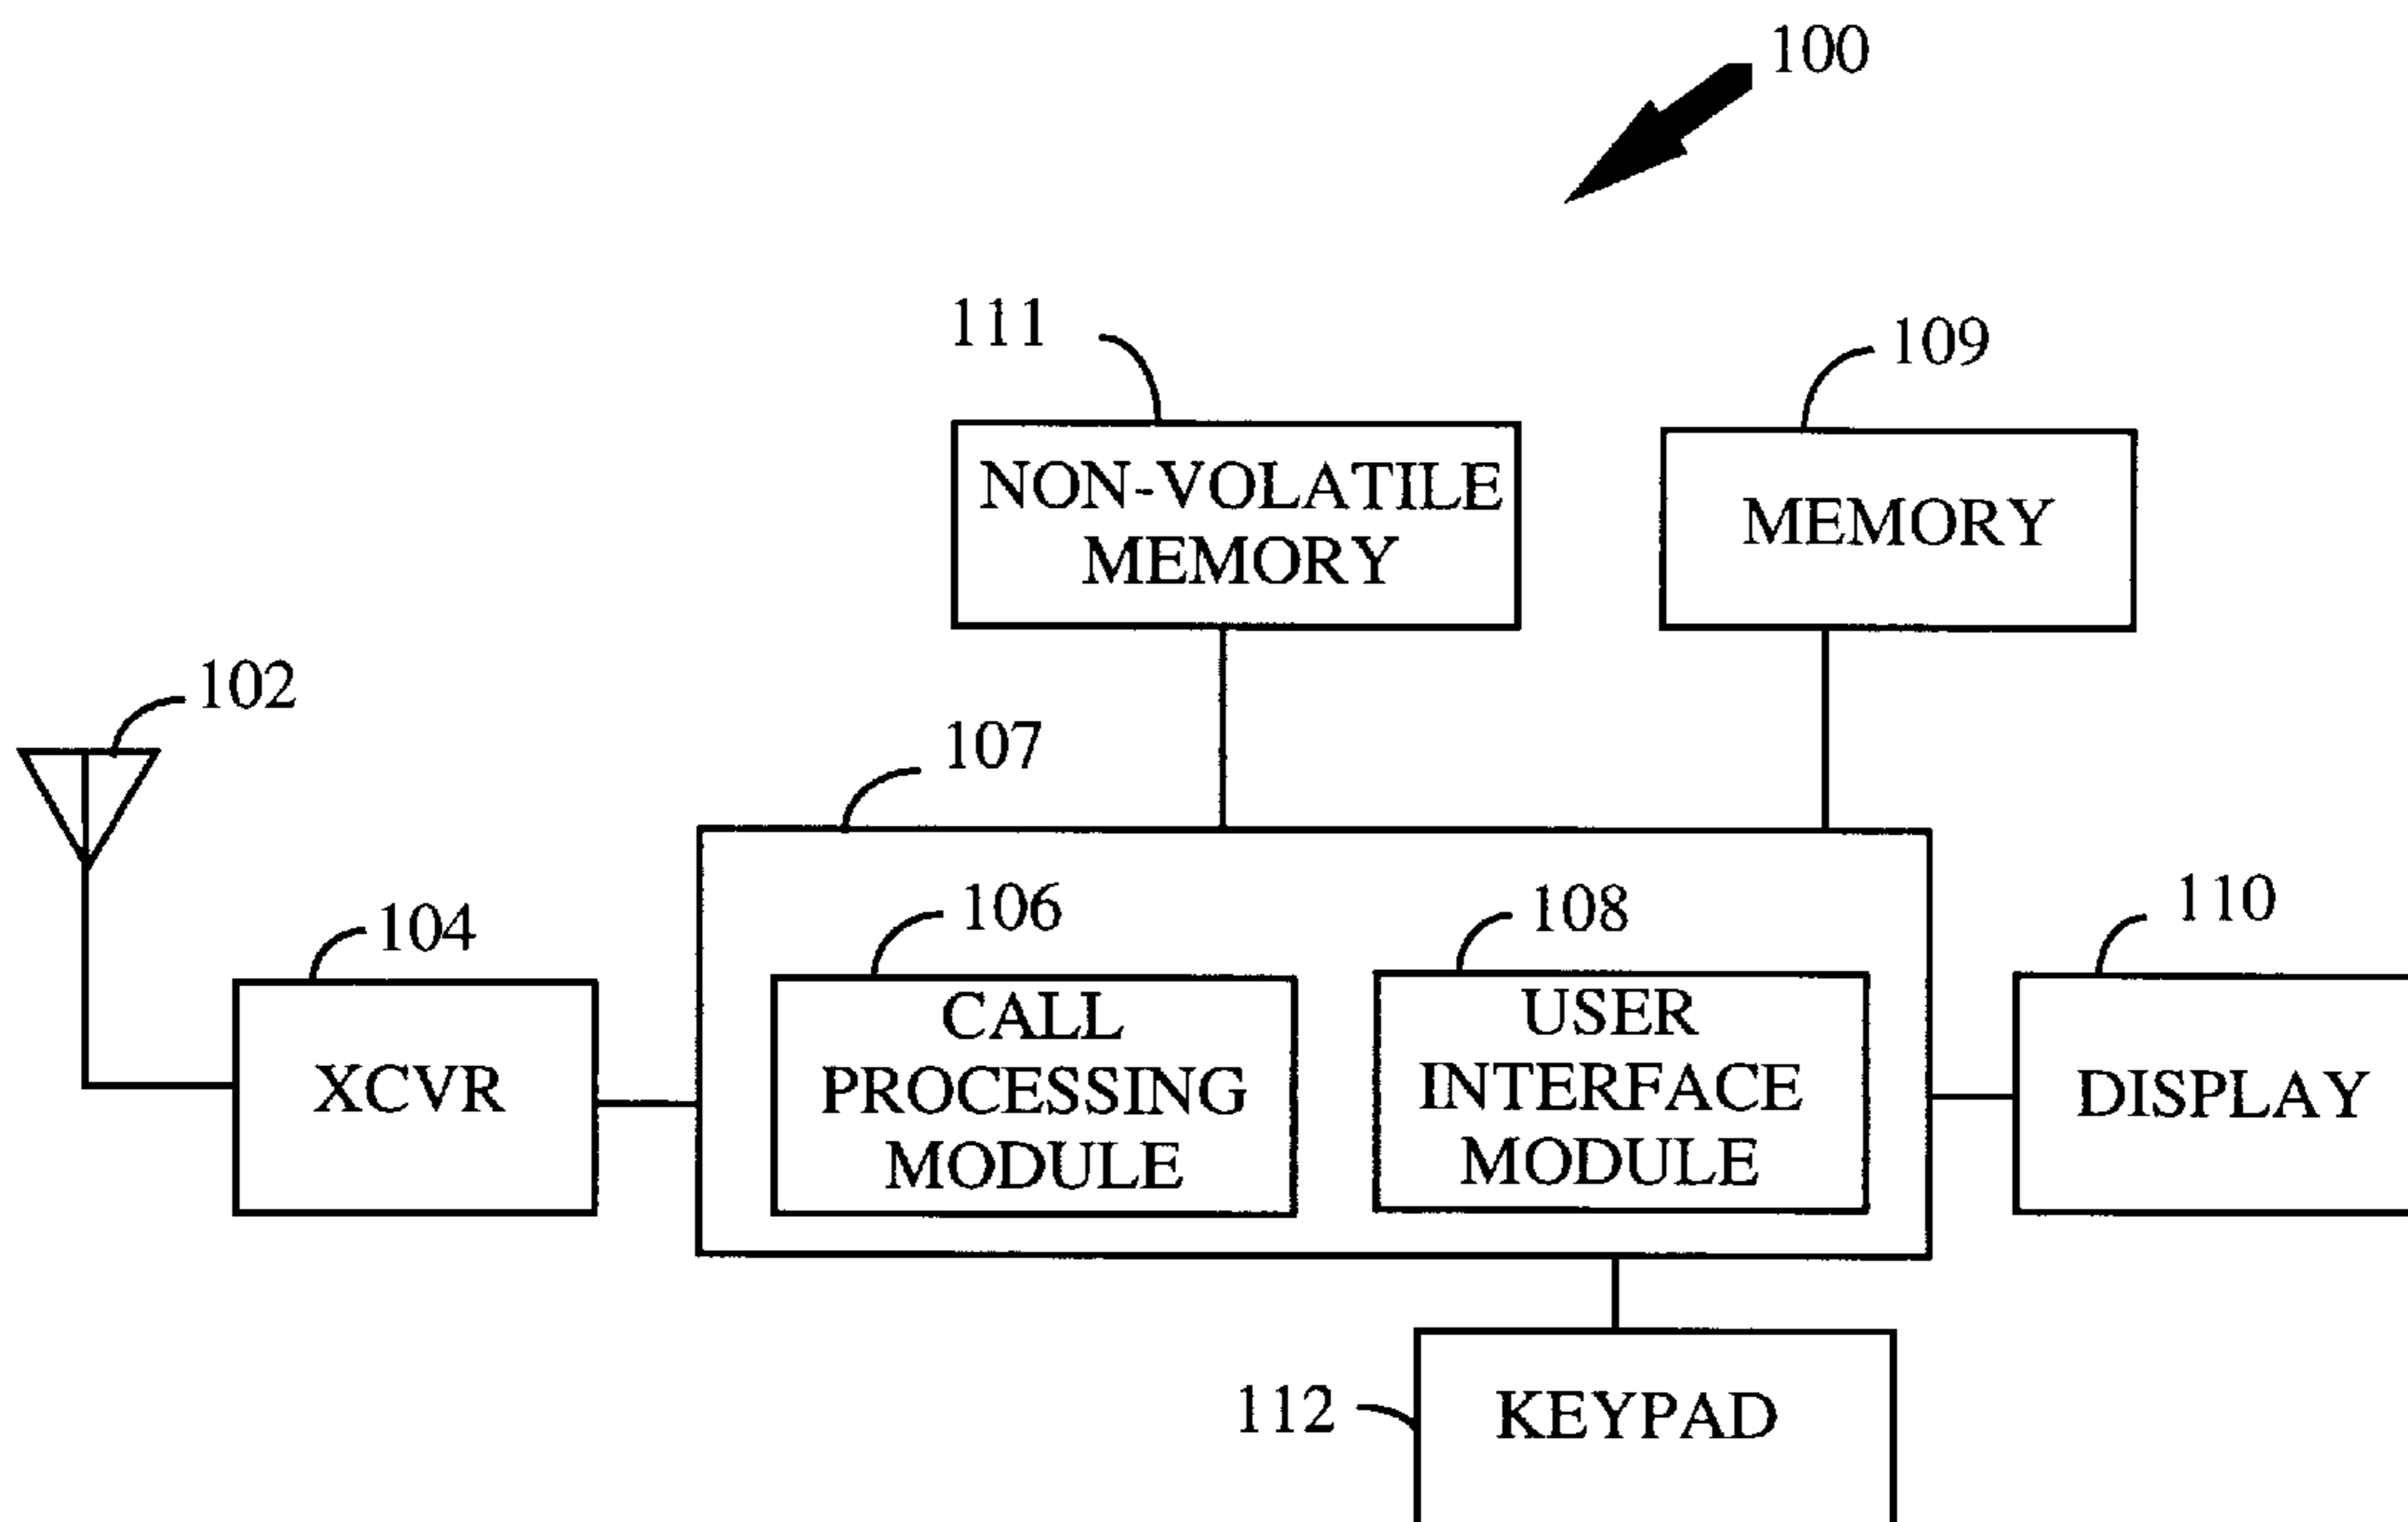 100
111
109
NON-VOLATILE
MEMORY
MEMORY
102
107
104
106
108
110
XCVR
CALL
PROCESSING
MODULE
USER
INTERFACE
MODULE
DISPLAY
112
KEYPAD